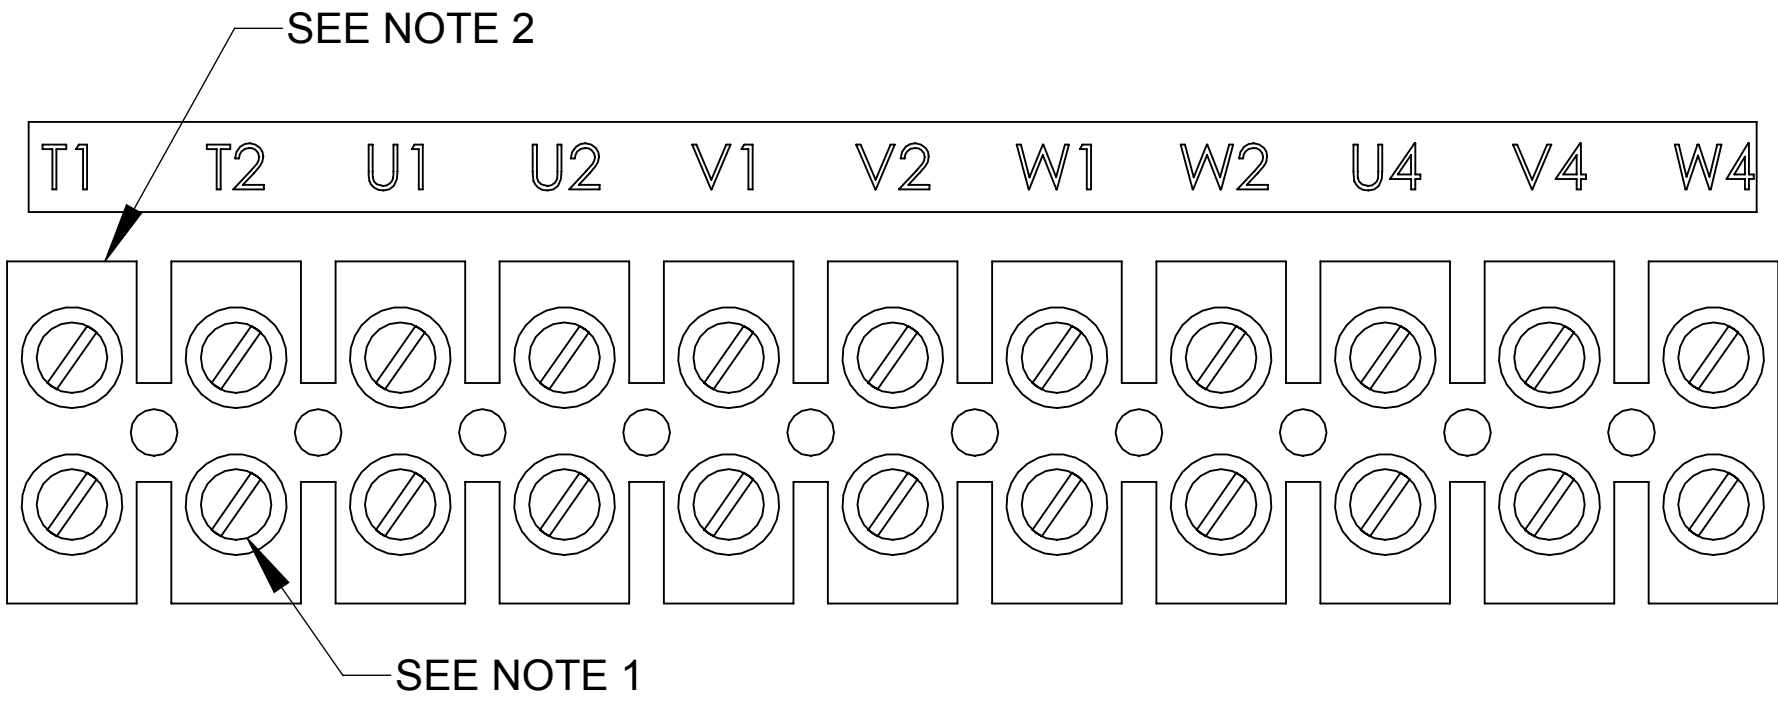 SEE NOTE 2
T1 T2 U1 U2 V1 V2 W1 W2 U4 V4 W4
SEE NOTE 1